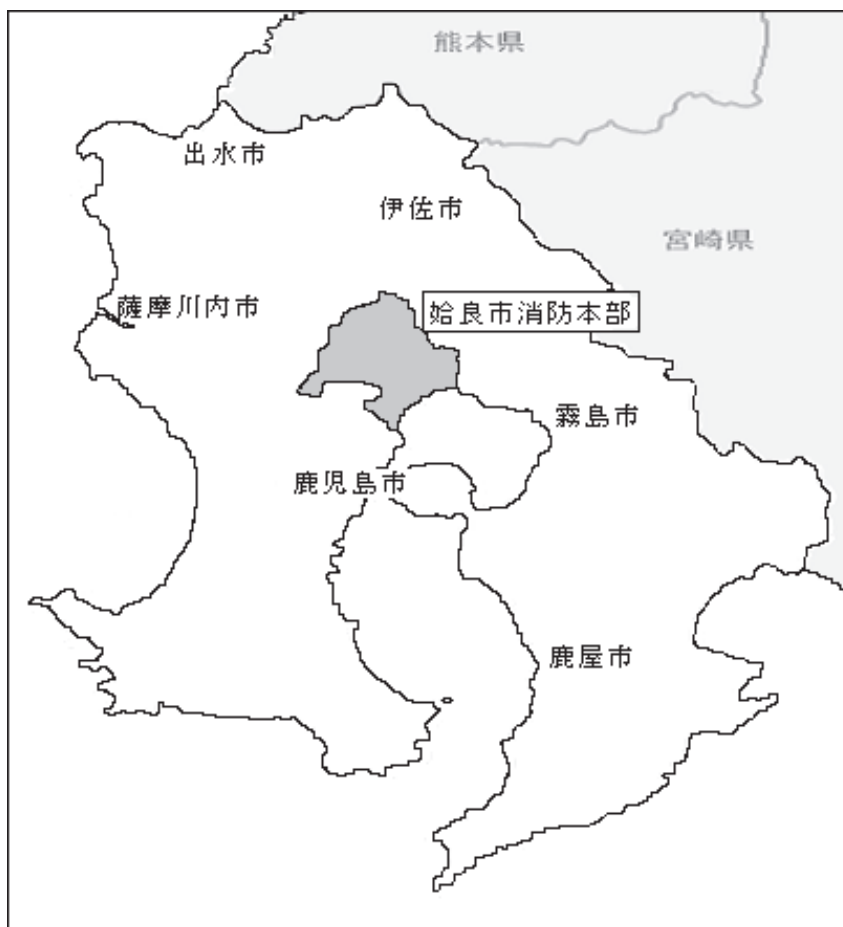 熊本県
出水市
伊佐市
宮崎県
薩摩川内市
姶良市消防本部
霧島市
鹿児島市
鹿屋市